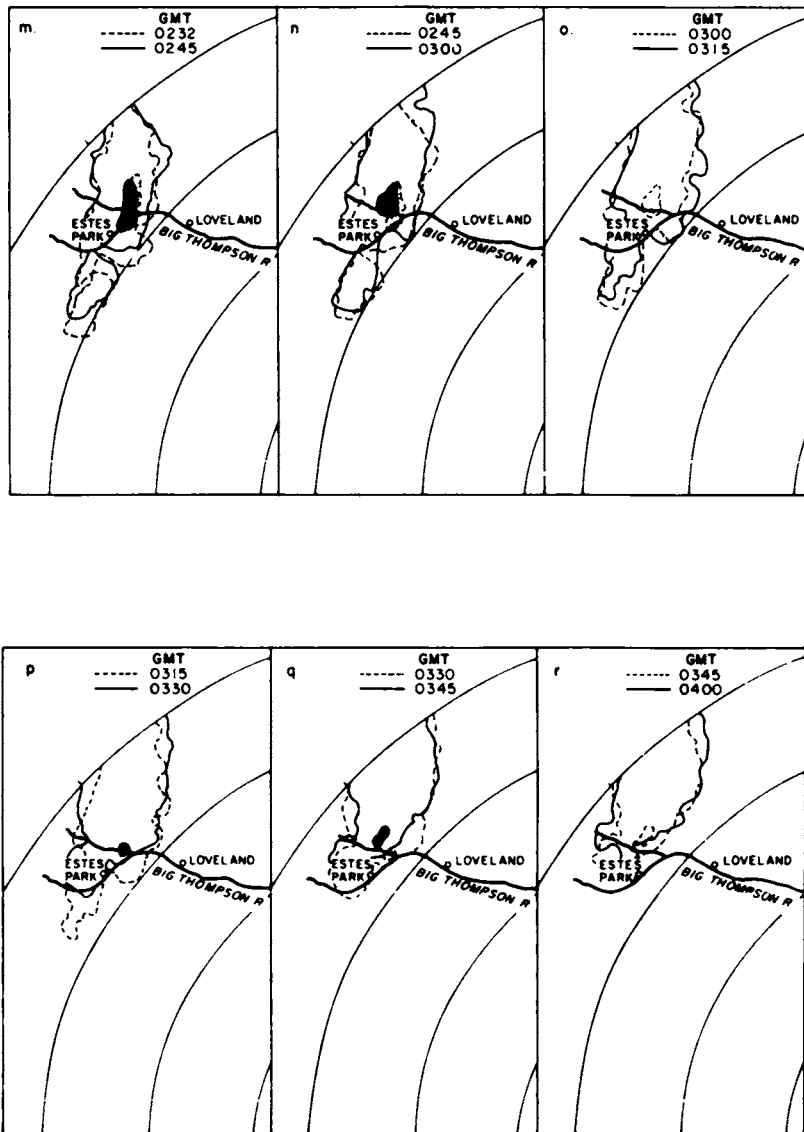 m.
GMT
0232
0245
ESTES
PARK
LOVELAND
BIG THOMPSON R
n
GMT
0245
0300
ESTES
PARK
LOVELAND
BIG THOMPSON R
o.
GMT
0300
0315
ESTES
PARK
LOVELAND
BIG THOMPSON R
p
GMT
0315
0330
ESTES
PARK
LOVELAND
BIG THOMPSON R
q
GMT
0330
0345
ESTES
PARK
LOVELAND
BIG THOMPSON R
r
GMT
0345
0400
ESTES
PARK
LOVELAND
BIG THOMPSON R